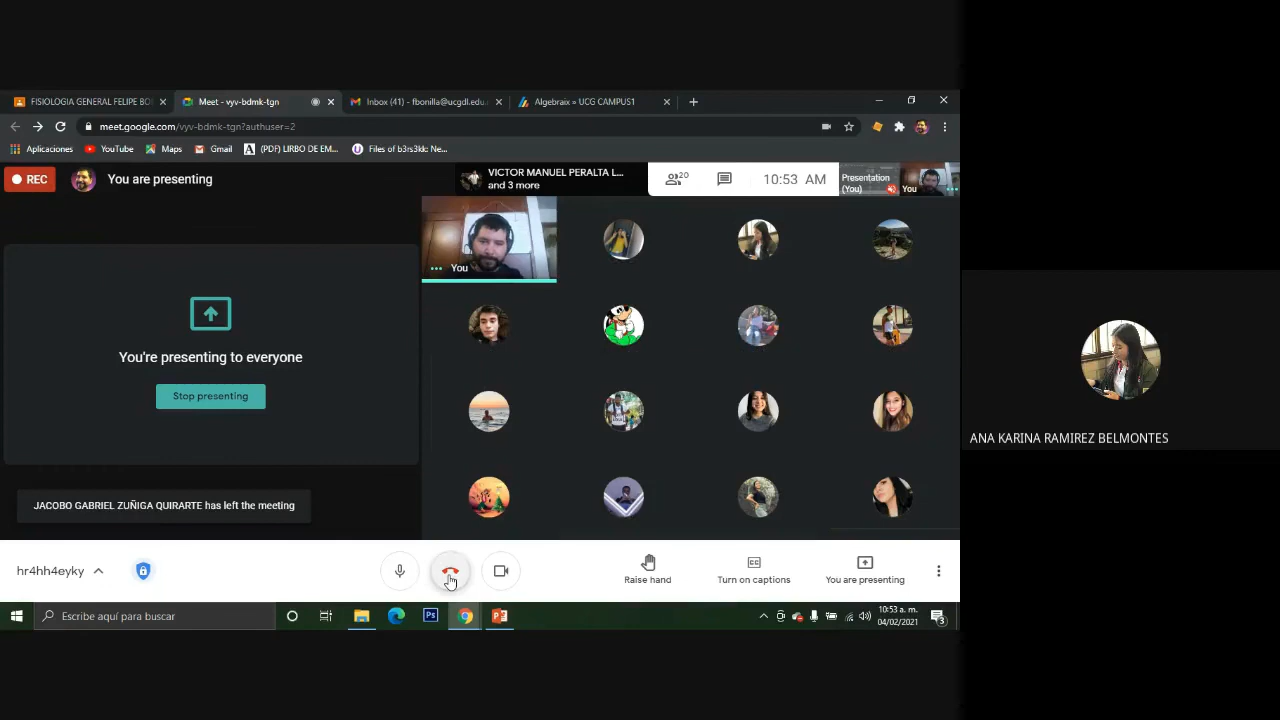 FISIOLOGIA GENERAL FELIPE BO
Meet - vyv-bdmk-tgn
Inbox (41) - fbonilla@ucgdl.edu.
Algebraix » UCG CAMPUS1
meet.google.com/vyv-bdmk-tgn?authuser=2
Aplicaciones
YouTube
Maps
Gmail
(PDF) LIRBO DE EM...
Files of b3rs3kk: Ne...
REC
You are presenting
VICTOR MANUEL PERALTA L...
and 3 more
20
10:53 AM
Presentation
(You)
You
You
You're presenting to everyone
Stop presenting
JACOBO GABRIEL ZUÑIGA QUIRARTE has left the meeting
ANA KARINA RAMIREZ BELMONTES
hr4hh4eyky
Raise hand
Turn on captions
You are presenting
Escribe aquí para buscar
10:53 a. m.
04/02/2021
3